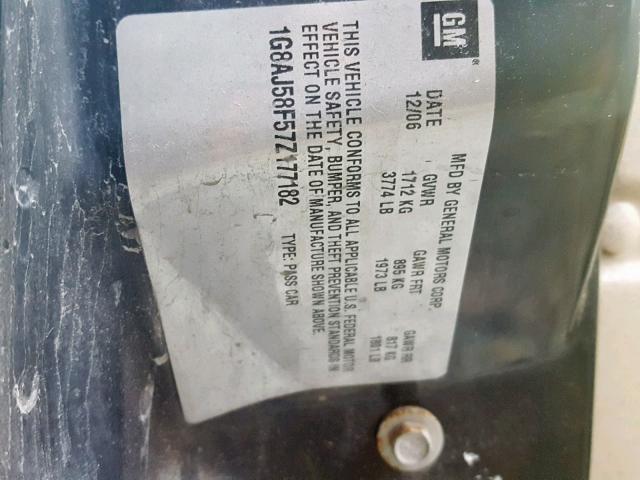 GM
MFD BY GENERAL MOTORS CORP.
DATE GVWR GAWR FRT GAWR RR
12/06 1712 KG 895 KG 817 KG
3774 LB 1973 LB 1801 LB
THIS VEHICLE CONFORMS TO ALL APPLICABLE U.S. FEDERAL MOTOR
VEHICLE SAFETY, BUMPER, AND THEFT PREVENTION STANDARDS IN
EFFECT ON THE DATE OF MANUFACTURE SHOWN ABOVE.
1G8AJ58F57Z177182 TYPE: PASS CAR